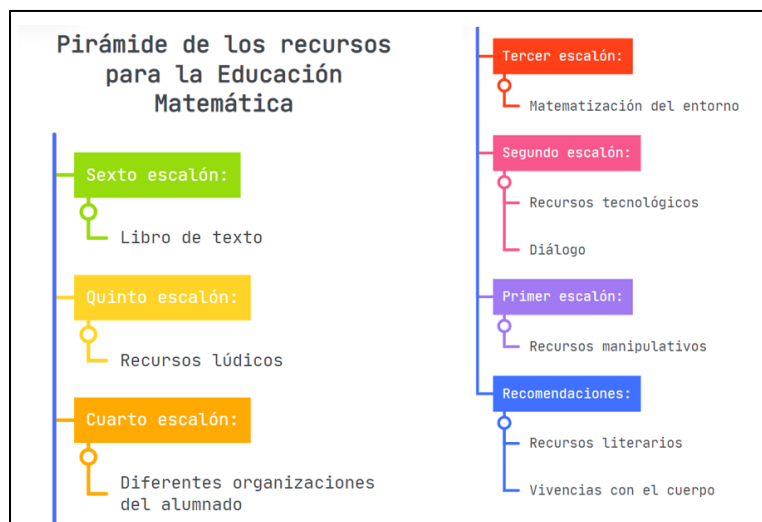 Pirámide de los recursos
para la Educación
Matemática
Sexto escalón:
Libro de texto
Quinto escalón:
Recursos lúdicos
Cuarto escalón:
Diferentes organizaciones
del alumnado
Tercer escalón:
Matematización del entorno
Segundo escalón:
Recursos tecnológicos
Diálogo
Primer escalón:
Recursos manipulativos
Recomendaciones:
Recursos literarios
Vivencias con el cuerpo